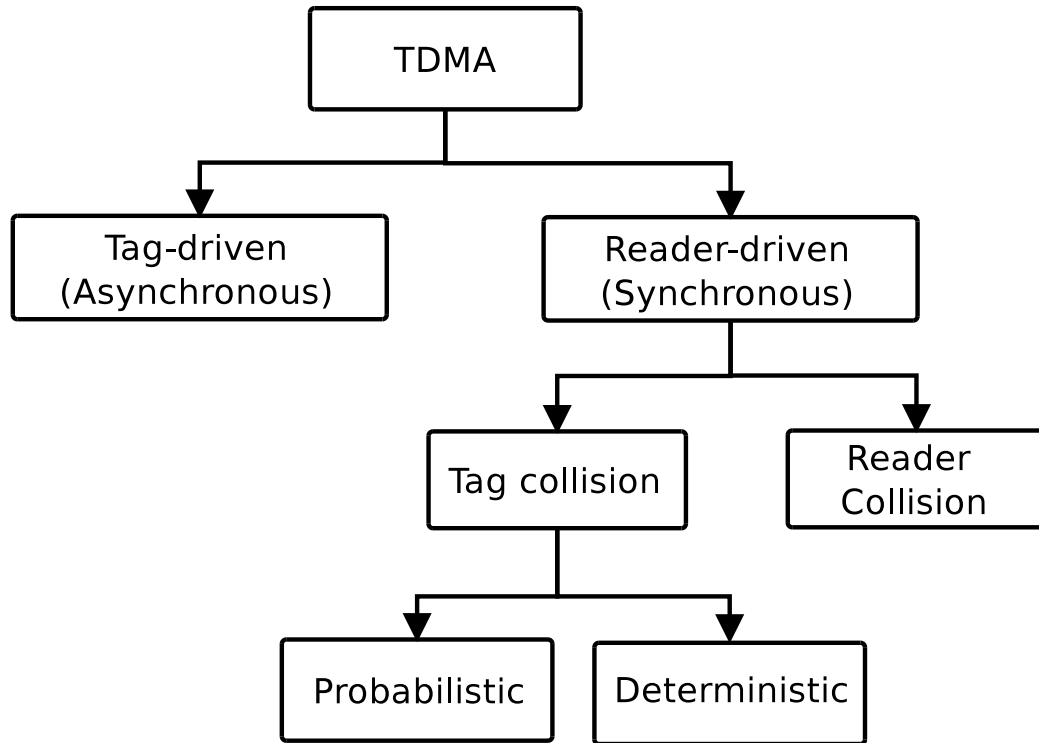 TDMA
Tag-driven
(Asynchronous)
Reader-driven
(Synchronous)
Tag collision
Reader
Collision
Probabilistic
Deterministic